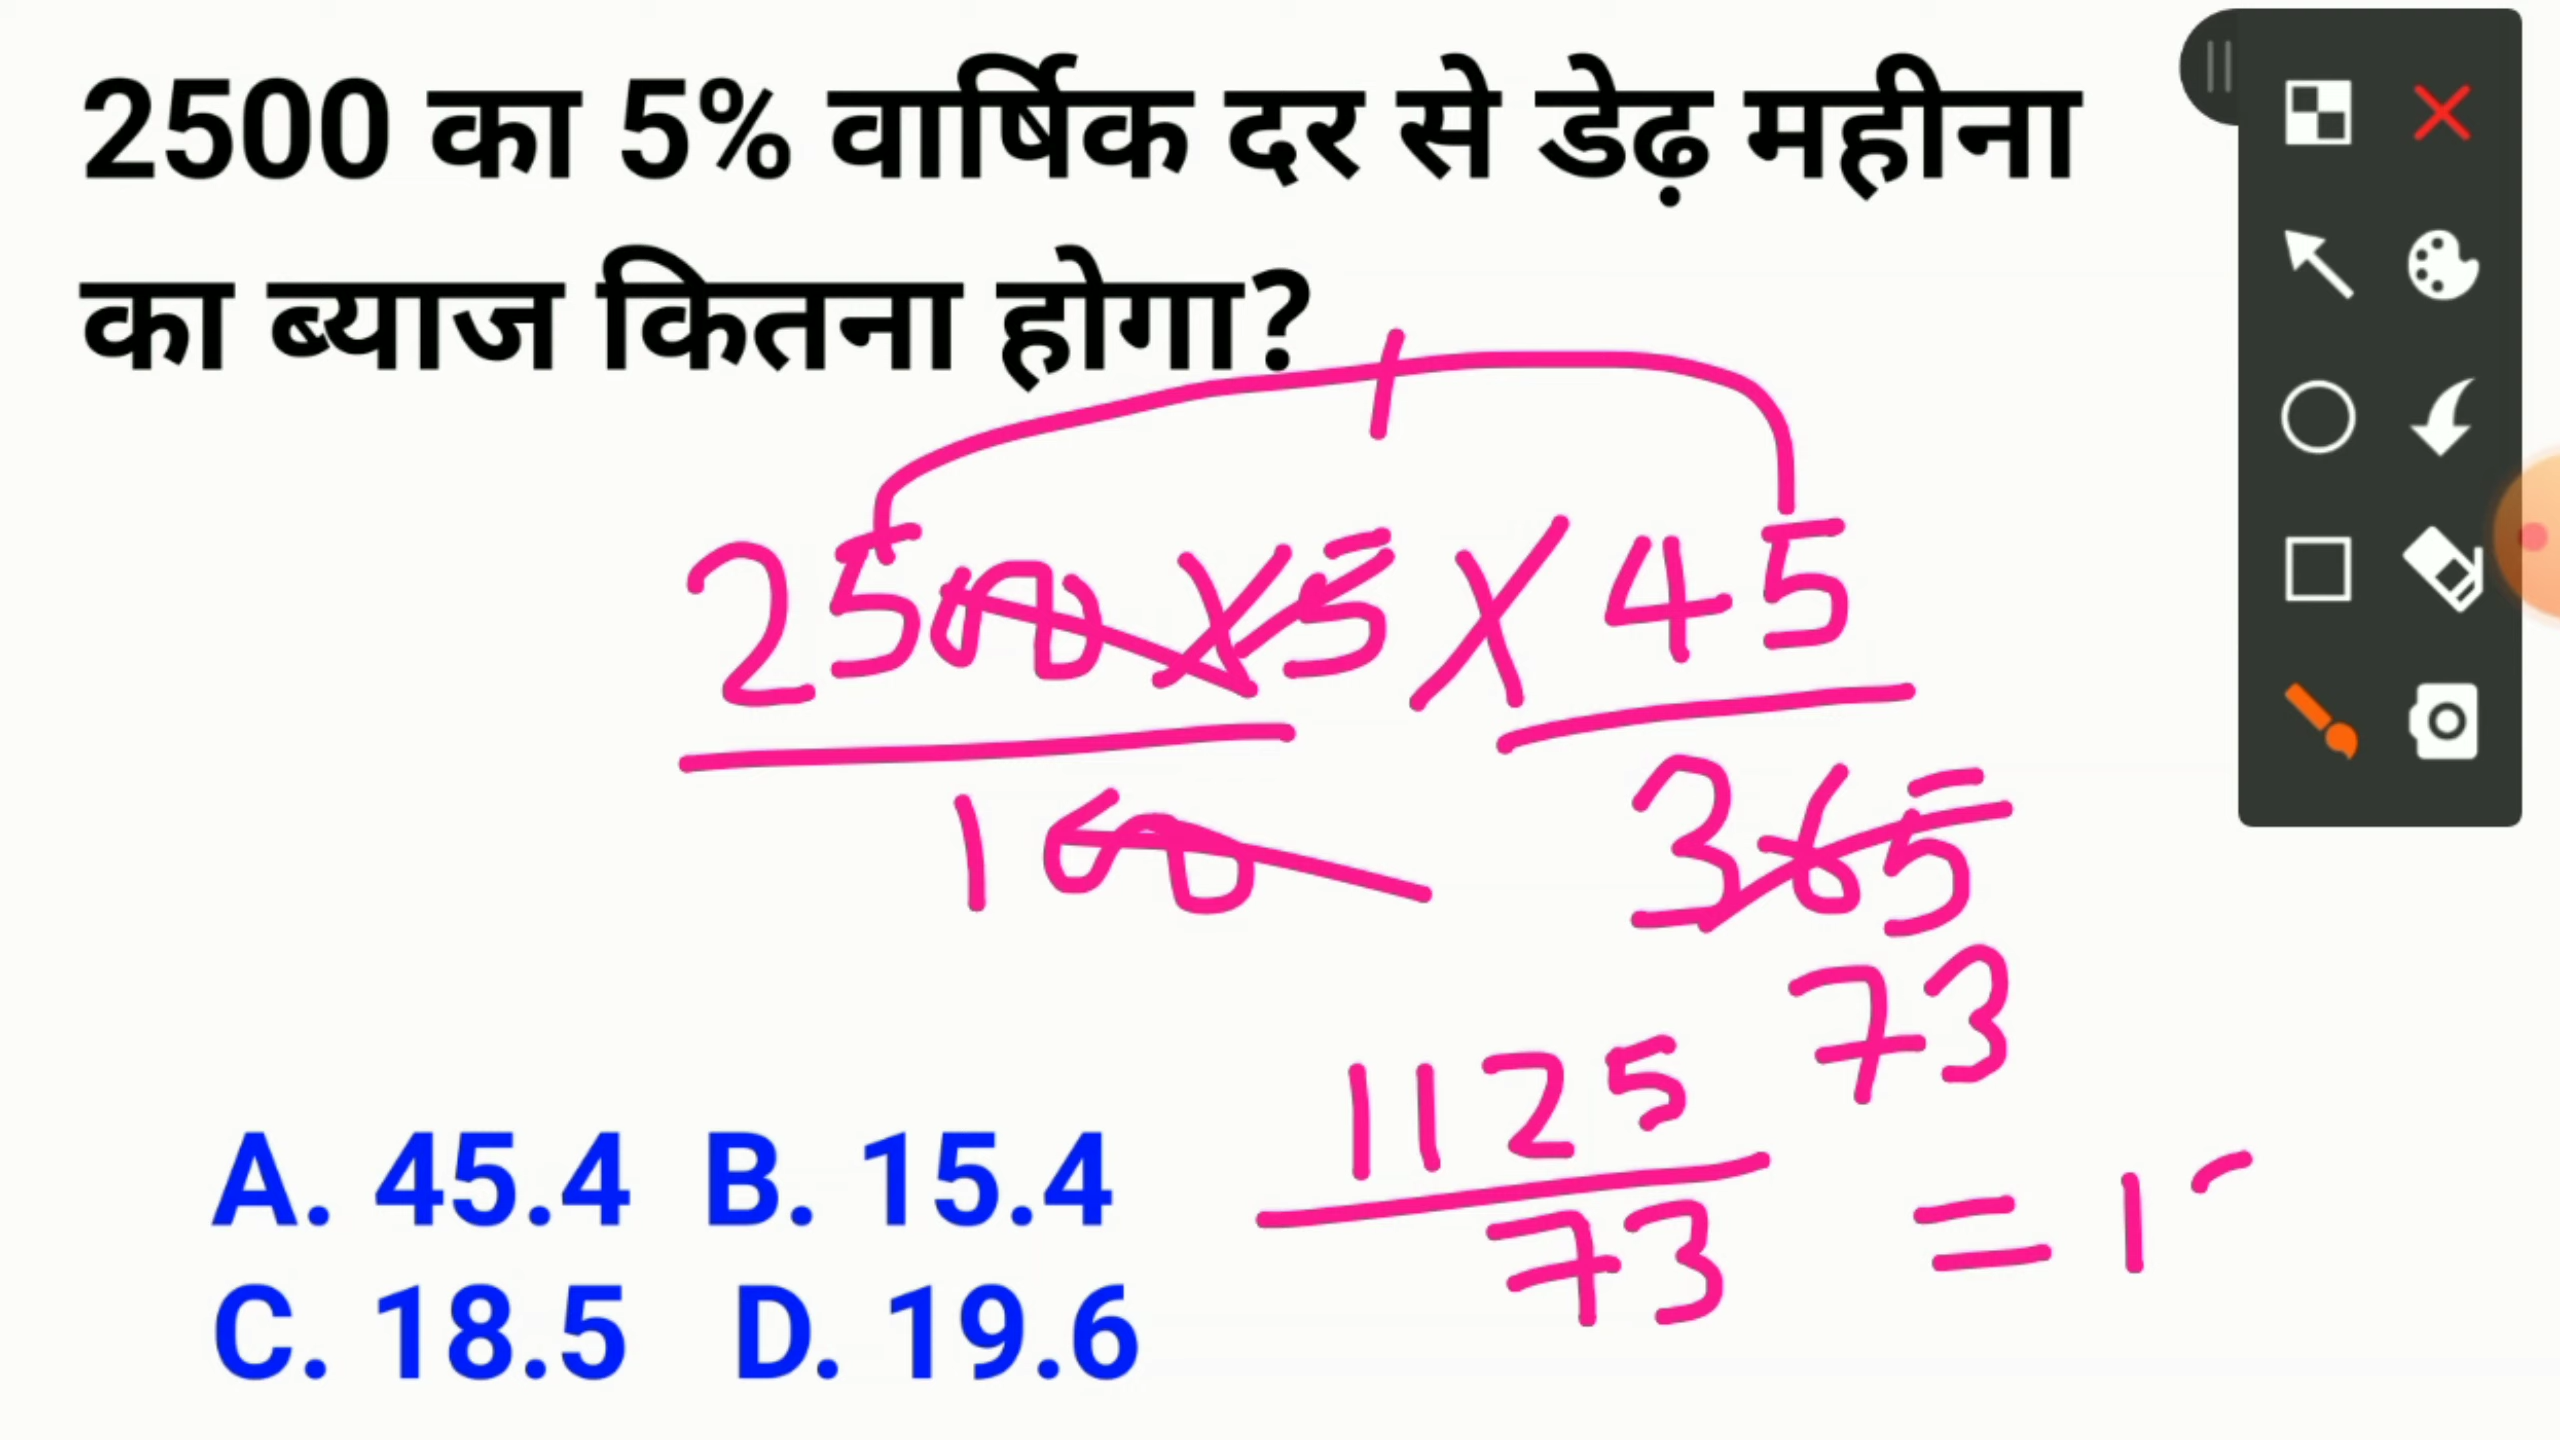 2500 का 5% वार्षिक दर से डेढ़ महीना
का ब्याज कितना होगा?
2500 X 5 X 45
100 365
73
1125
73 = 1
A. 45.4 B. 15.4
C. 18.5 D. 19.6